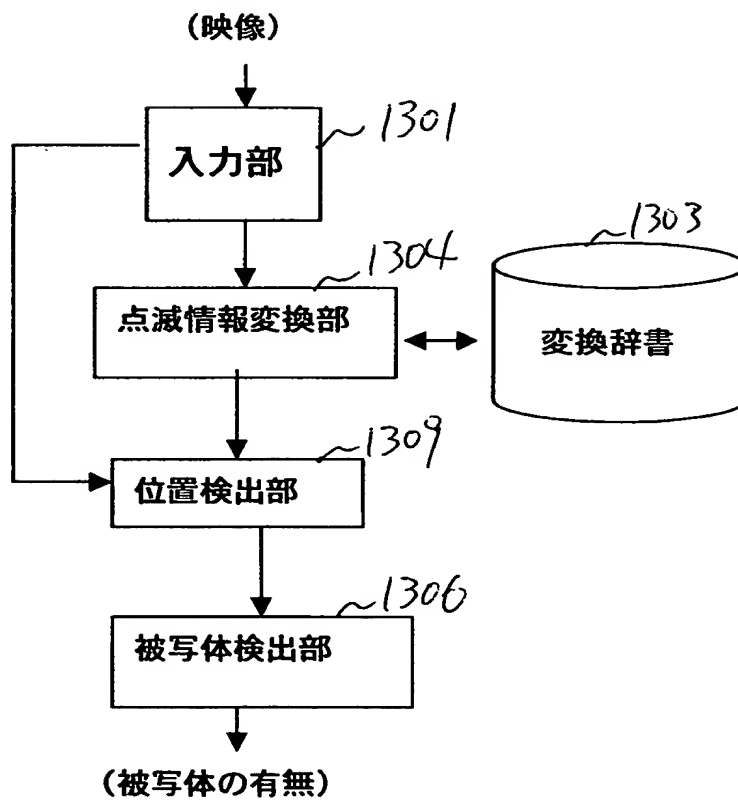 (映像)
1301
入力部
1303
1304
点滅情報変換部
変換辞書
1309
位置検出部
1306
被写体検出部
(被写体の有無)